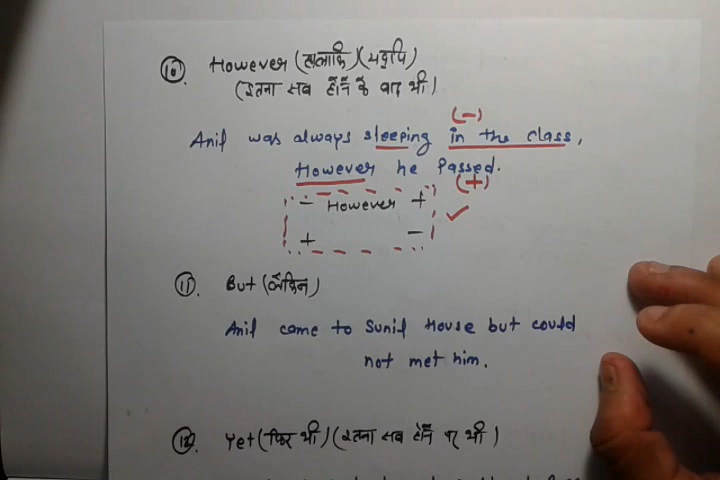 10. However (हालाकि) (यद्यपि)
(इतना सब होने के बाद भी)
(-)
Anil was always sleeping in the class,
However he Passed.
(+)
- However + ✓
+ -
11. But (लेकिन)
Anil came to Sunil House but could
not met him.
12. Yet (फिर भी) (इतना सब होने पर भी)